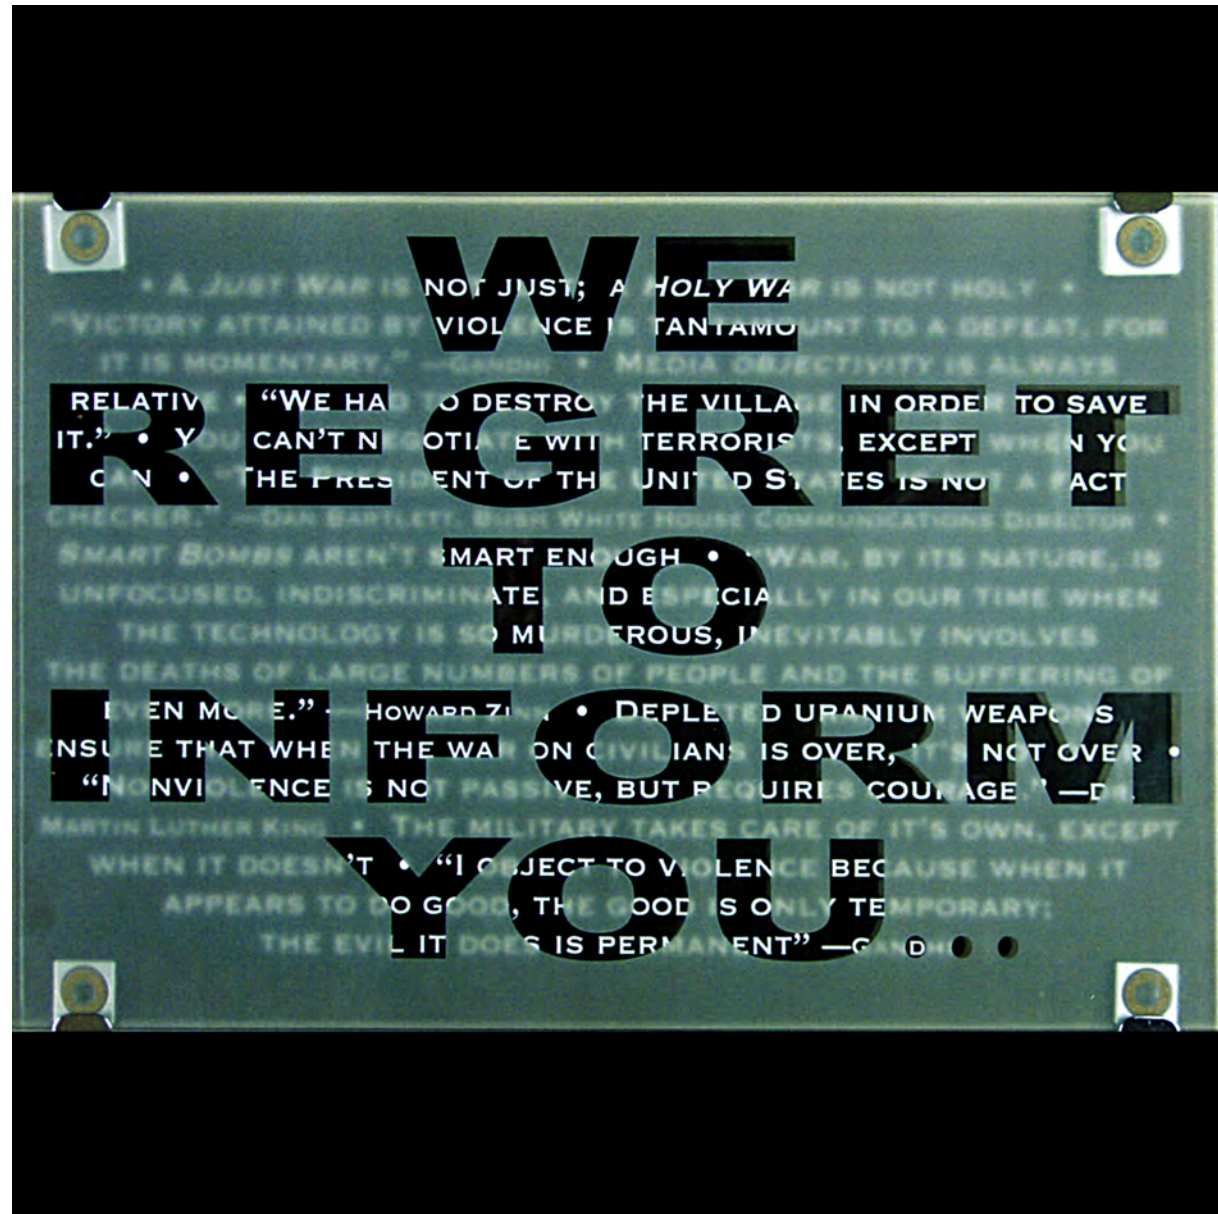 WE
REGRET
TO
INFORM
YOU...
• A JUST WAR IS NOT JUST; A HOLY WAR IS NOT HOLY •
“VICTORY ATTAINED BY VIOLENCE IS TANTAMOUNT TO A DEFEAT, FOR
IT IS MOMENTARY.” —GANDHI • MEDIA OBJECTIVITY IS ALWAYS
RELATIVE • “WE HAD TO DESTROY THE VILLAGE IN ORDER TO SAVE
IT.” • YOU CAN’T NEGOTIATE WITH TERRORISTS, EXCEPT WHEN YOU
CAN • “THE PRESIDENT OF THE UNITED STATES IS NOT A FACT
CHECKER.” —DAN BARTLETT, BUSH WHITE HOUSE COMMUNICATIONS DIRECTOR •
SMART BOMBS AREN’T SMART ENOUGH • “WAR, BY ITS NATURE, IS
UNFOCUSED, INDISCRIMINATE, AND ESPECIALLY IN OUR TIME WHEN
THE TECHNOLOGY IS SO MURDEROUS, INEVITABLY INVOLVES
THE DEATHS OF LARGE NUMBERS OF PEOPLE AND THE SUFFERING OF
EVEN MORE.” — HOWARD ZINN • DEPLETED URANIUM WEAPONS
ENSURE THAT WHEN THE WAR ON CIVILIANS IS OVER, IT’S NOT OVER •
“NONVIOLENCE IS NOT PASSIVE, BUT REQUIRES COURAGE.” —DR.
MARTIN LUTHER KING • THE MILITARY TAKES CARE OF IT’S OWN, EXCEPT
WHEN IT DOESN’T • “I OBJECT TO VIOLENCE BECAUSE WHEN IT
APPEARS TO DO GOOD, THE GOOD IS ONLY TEMPORARY;
THE EVIL IT DOES IS PERMANENT” —GANDHI